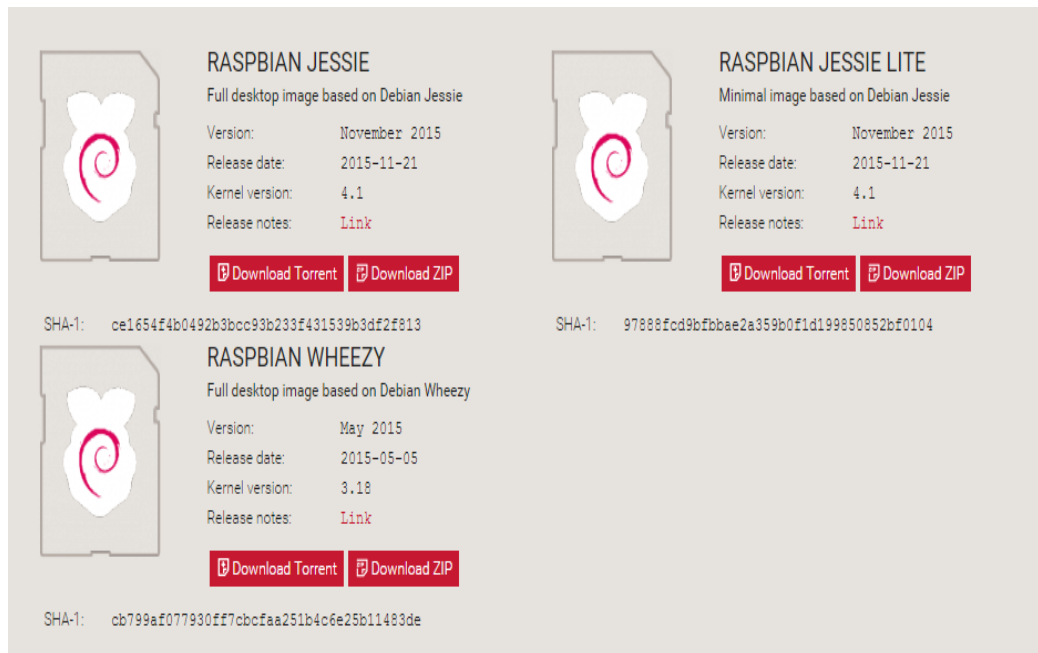 RASPBIAN JESSIE
Full desktop image based on Debian Jessie
Version: November 2015
Release date: 2015-11-21
Kernel version: 4.1
Release notes: Link
Download Torrent Download ZIP
SHA-1: ce1654f4b0492b3bcc93b233f431539b3df2f813
RASPBIAN JESSIE LITE
Minimal image based on Debian Jessie
Version: November 2015
Release date: 2015-11-21
Kernel version: 4.1
Release notes: Link
Download Torrent Download ZIP
SHA-1: 97888fcd9bfbbae2a359b0f1d199850852bf0104
RASPBIAN WHEEZY
Full desktop image based on Debian Wheezy
Version: May 2015
Release date: 2015-05-05
Kernel version: 3.18
Release notes: Link
Download Torrent Download ZIP
SHA-1: cb799af077930ff7cbcfaa251b4c6e25b11483de